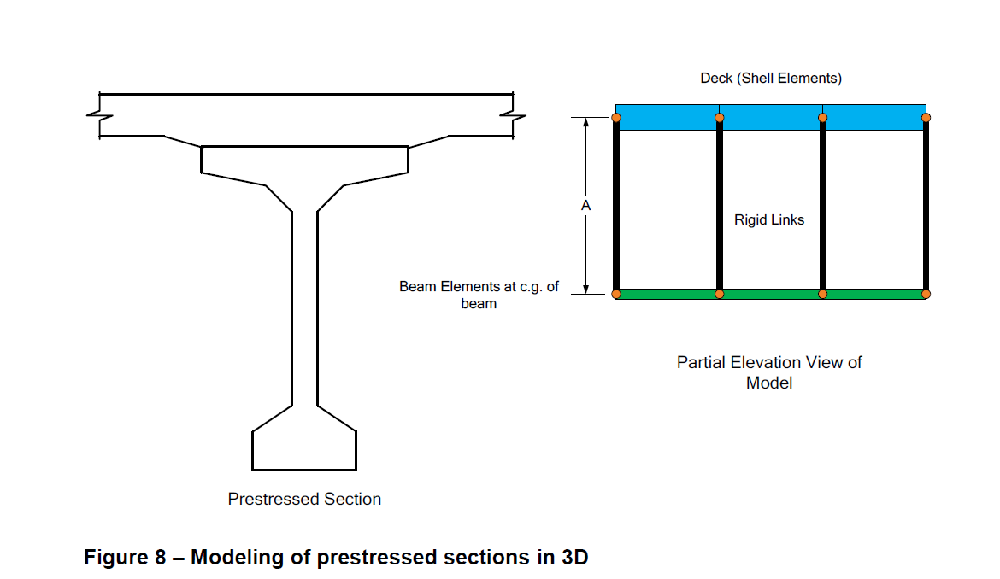 Deck (Shell Elements)
A
Rigid Links
Beam Elements at c.g. of
beam
Partial Elevation View of
Model
Prestressed Section
Figure 8 – Modeling of prestressed sections in 3D